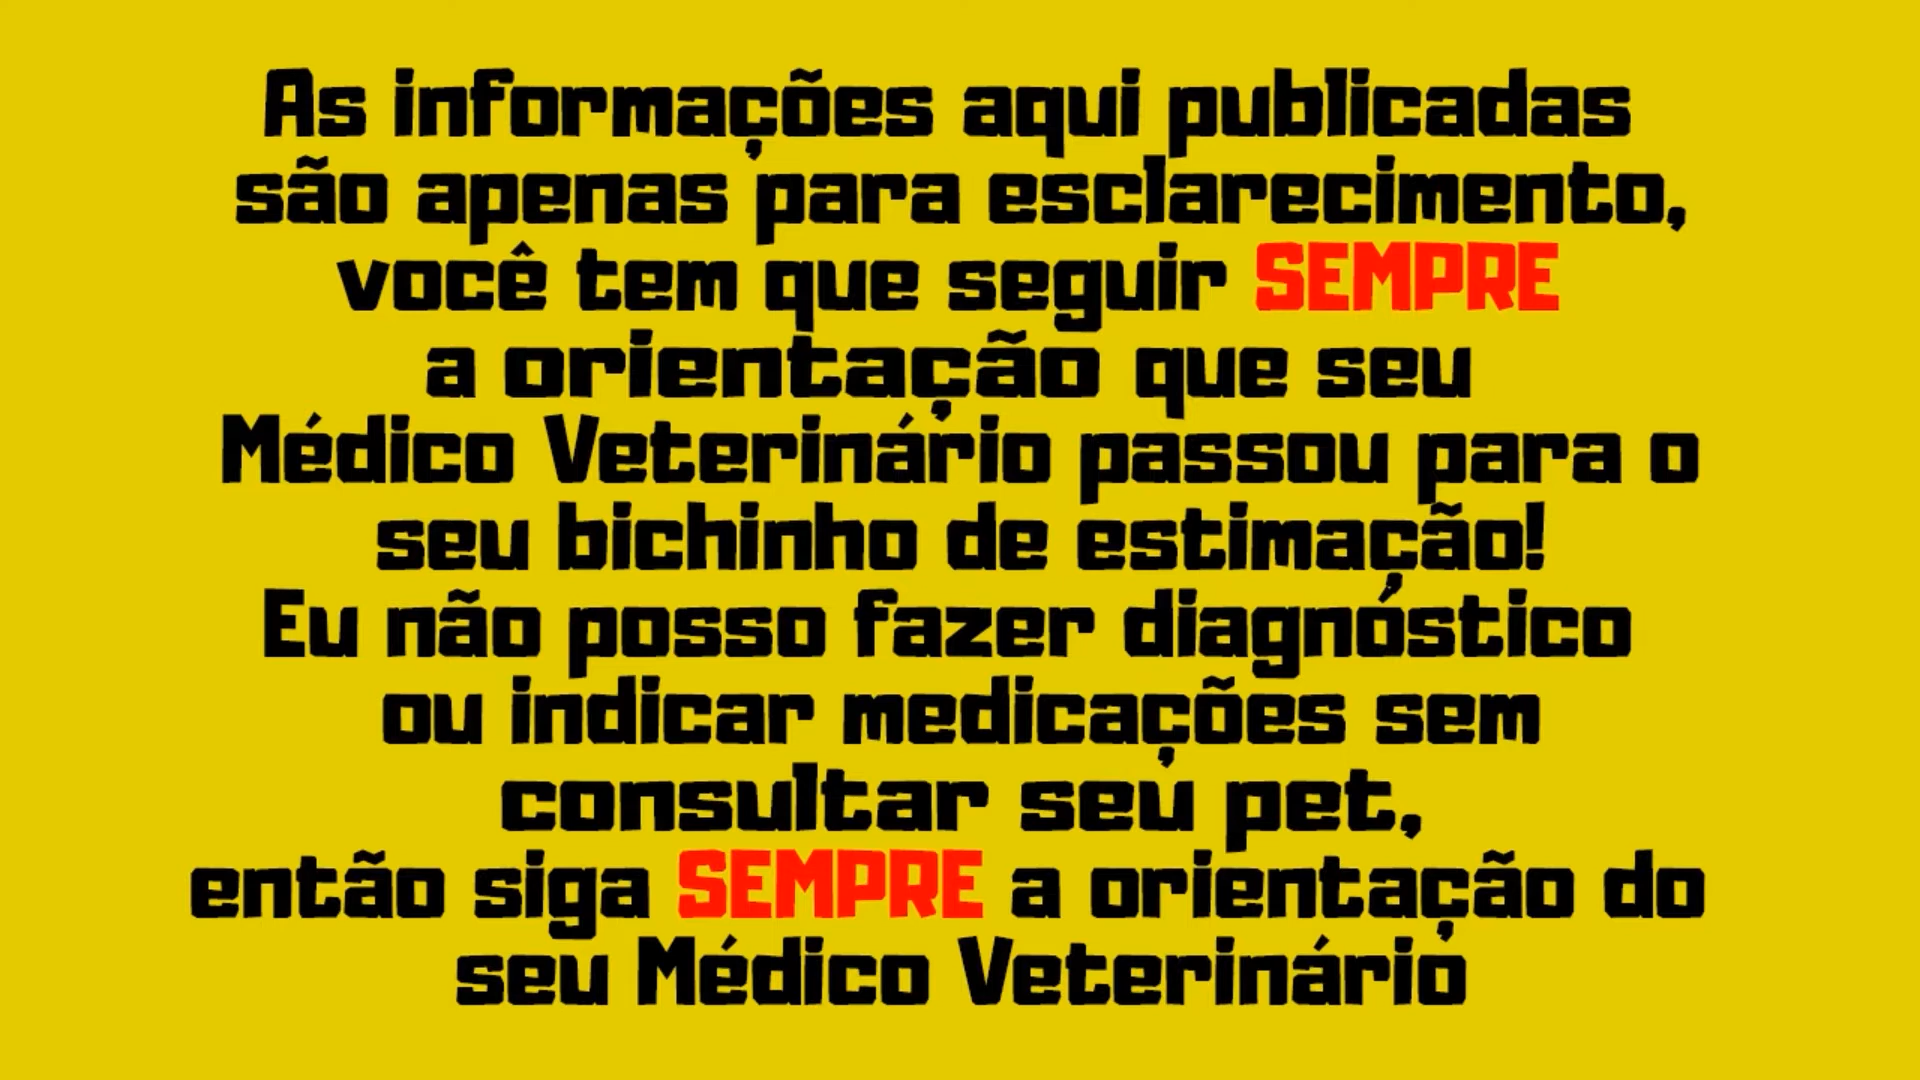 As informações aqui publicadas
são apenas para esclarecimento,
você tem que seguir SEMPRE
a orientação que seu
Médico Veterinário passou para o
seu bichinho de estimação!
Eu não posso fazer diagnóstico
ou indicar medicações sem
consultar seu pet,
então siga SEMPRE a orientação do
seu Médico Veterinário